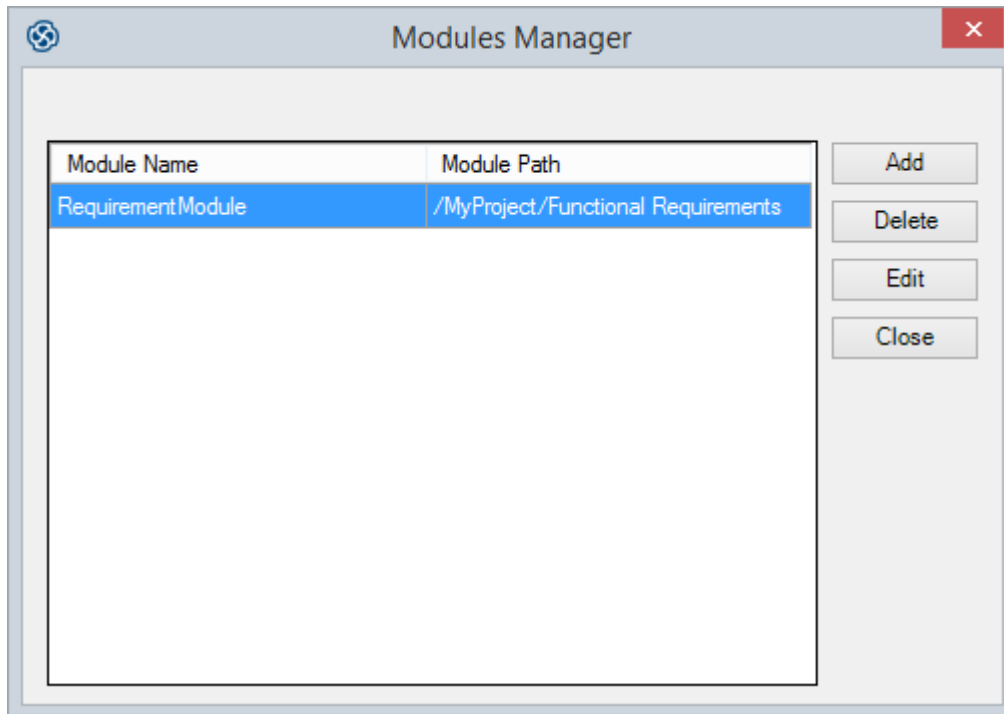 Modules Manager
Module Name Module Path Add
RequirementModule /MyProject/Functional Requirements
Delete
Edit
Close